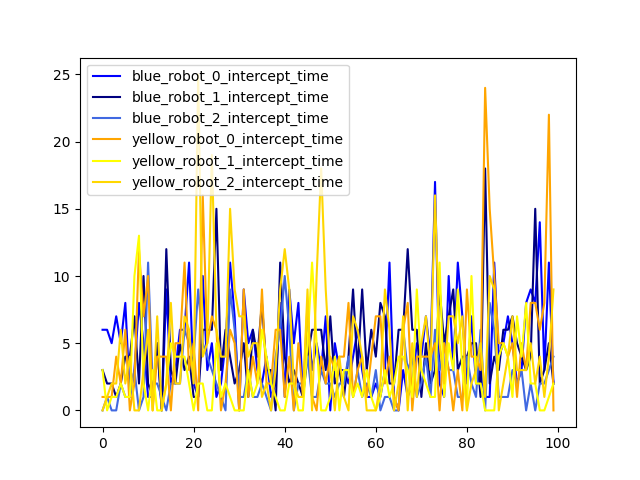 25
20
15
10
5
0
blue_robot_0_intercept_time
blue_robot_1_intercept_time
blue_robot_2_intercept_time
yellow_robot_0_intercept_time
yellow_robot_1_intercept_time
yellow_robot_2_intercept_time
0 20 40 60 80 100